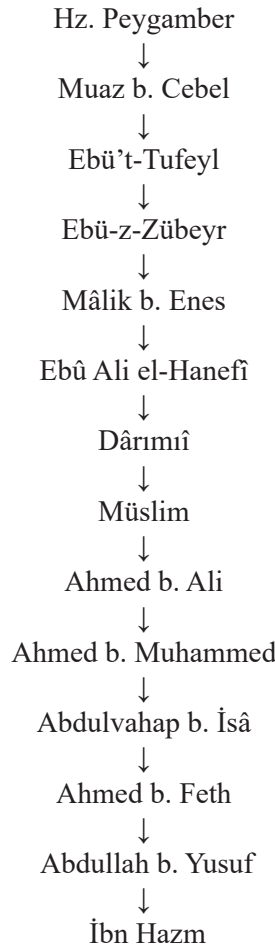 Hz. Peygamber
↓
Muaz b. Cebel
↓
Ebü’t-Tufeyl
↓
Ebü-z-Zübeyr
↓
Mâlik b. Enes
↓
Ebû Ali el-Hanefî
↓
Dârımıî
↓
Müslim
↓
Ahmed b. Ali
↓
Ahmed b. Muhammed
↓
Abdulvahap b. İsâ
↓
Ahmed b. Feth
↓
Abdullah b. Yusuf
↓
İbn Hazm